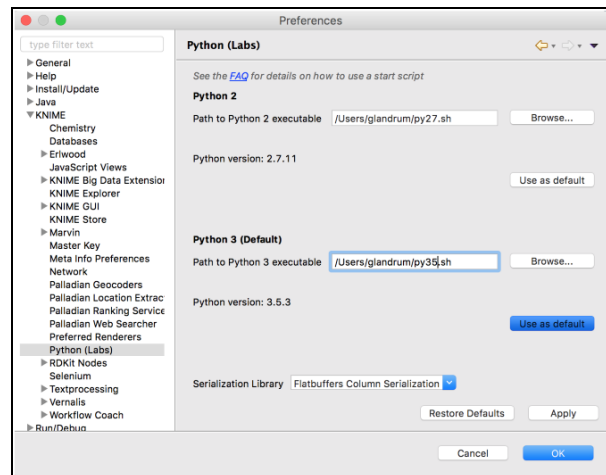 Preferences
type filter text
General
Help
Install/Update
Java
KNIME
Chemistry
Databases
Erlwood
JavaScript Views
KNIME Big Data Extension
KNIME Explorer
KNIME GUI
KNIME Store
Marvin
Master Key
Meta Info Preferences
Network
Palladian Geocoders
Palladian Location Extrac
Palladian Ranking Service
Palladian Web Searcher
Preferred Renderers
Python (Labs)
RDKit Nodes
Selenium
Textprocessing
Vernalis
Workflow Coach
Run/Debug
Python (Labs)
See the FAQ for details on how to use a start script
Python 2
Path to Python 2 executable /Users/glandrum/py27.sh Browse...
Python version: 2.7.11
Use as default
Python 3 (Default)
Path to Python 3 executable /Users/glandrum/py35.sh Browse...
Python version: 3.5.3
Use as default
Serialization Library Flatbuffers Column Serialization
Restore Defaults Apply
Cancel OK